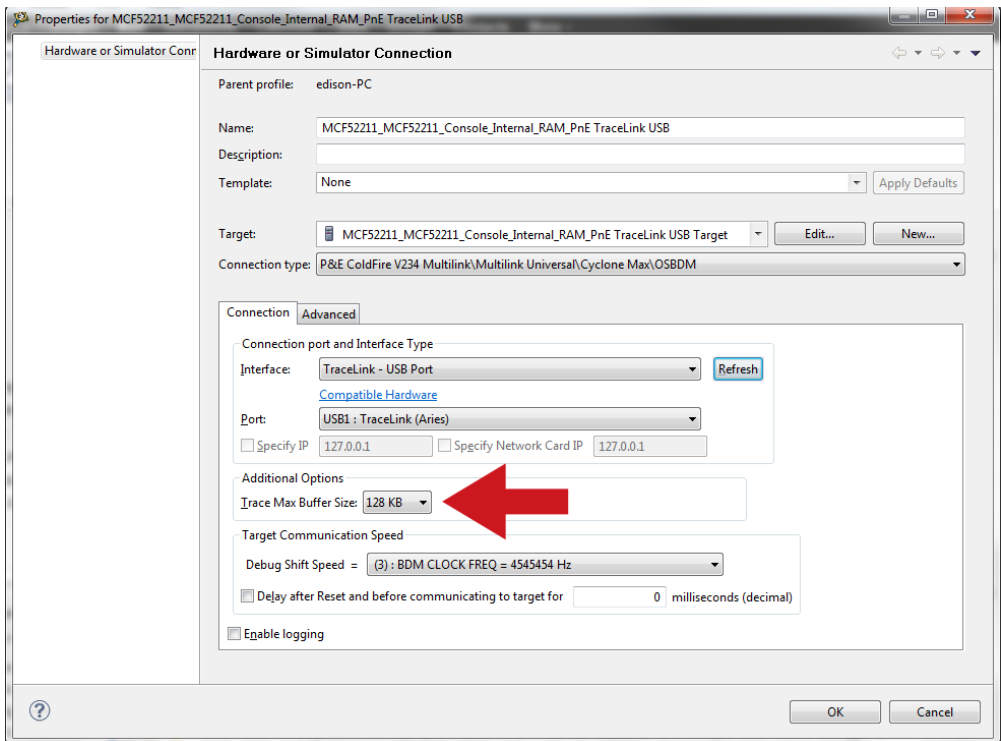 Properties for MCF52211_MCF52211_Console_Internal_RAM_PnE TraceLink USB
Hardware or Simulator Conr
Hardware or Simulator Connection
Parent profile: edison-PC
Name: MCF52211_MCF52211_Console_Internal_RAM_PnE TraceLink USB
Description:
Template: None Apply Defaults
Target: MCF52211_MCF52211_Console_Internal_RAM_PnE TraceLink USB Target Edit... New...
Connection type: P&E ColdFire V234 Multilink\Multilink Universal\Cyclone Max\OSBDM
Connection Advanced
Connection port and Interface Type
Interface: TraceLink - USB Port Refresh
Compatible Hardware
Port: USB1 : TraceLink (Aries)
Specify IP 127.0.0.1 Specify Network Card IP 127.0.0.1
Additional Options
Trace Max Buffer Size: 128 KB
Target Communication Speed
Debug Shift Speed = (3) : BDM CLOCK FREQ = 4545454 Hz
Delay after Reset and before communicating to target for 0 milliseconds (decimal)
Enable logging
? OK Cancel